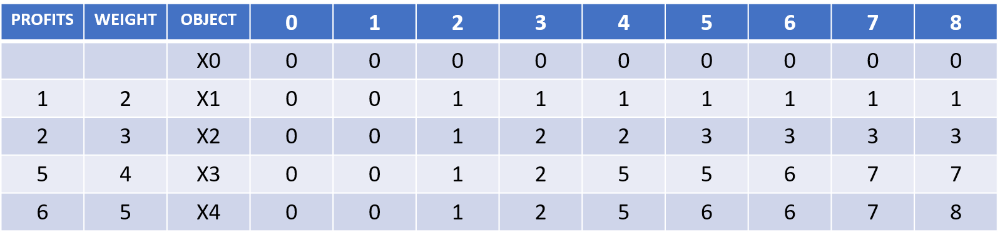 PROFITS WEIGHT OBJECT 0 1 2 3 4 5 6 7 8
X0 0 0 0 0 0 0 0 0 0
1 2 X1 0 0 1 1 1 1 1 1 1
2 3 X2 0 0 1 2 2 3 3 3 3
5 4 X3 0 0 1 2 5 5 6 7 7
6 5 X4 0 0 1 2 5 6 6 7 8